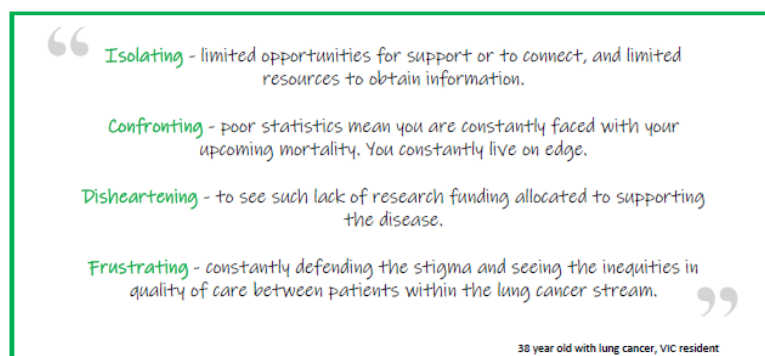 “
Isolating - limited opportunities for support or to connect, and limited
resources to obtain information.
Confronting - poor statistics mean you are constantly faced with your
upcoming mortality. You constantly live on edge.
Disheartening - to see such lack of research funding allocated to supporting
the disease.
Frustrating - constantly defending the stigma and seeing the inequities in
quality of care between patients within the lung cancer stream.
”
38 year old with lung cancer, VIC resident